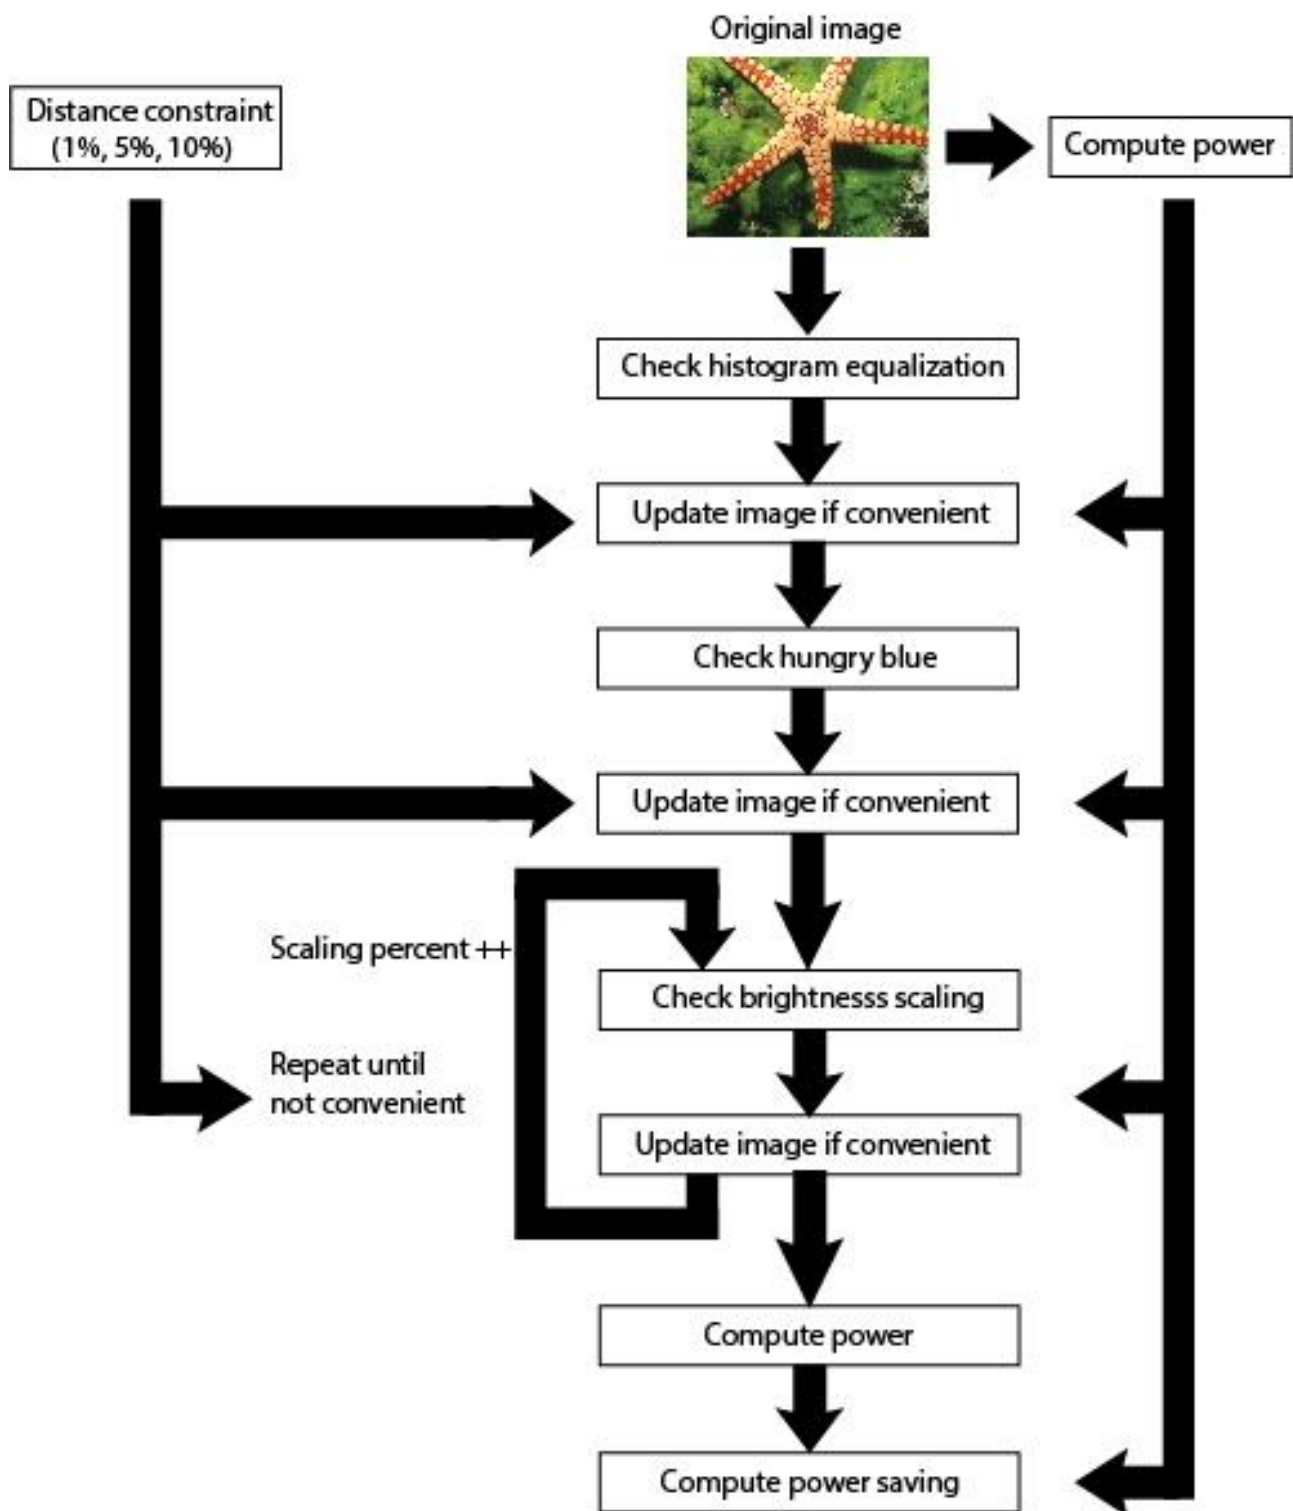 Original image
Distance constraint
(1%, 5%, 10%)
Compute power
Check histogram equalization
Update image if convenient
Check hungry blue
Update image if convenient
Scaling percent ++
Check brightnesss scaling
Repeat until
not convenient
Update image if convenient
Compute power
Compute power saving